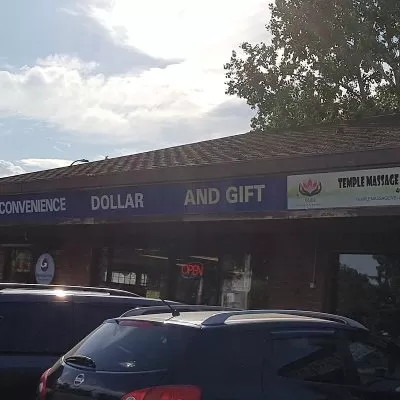 CONVENIENCE DOLLAR AND GIFT
TEMPLE MASSAGE
OPEN